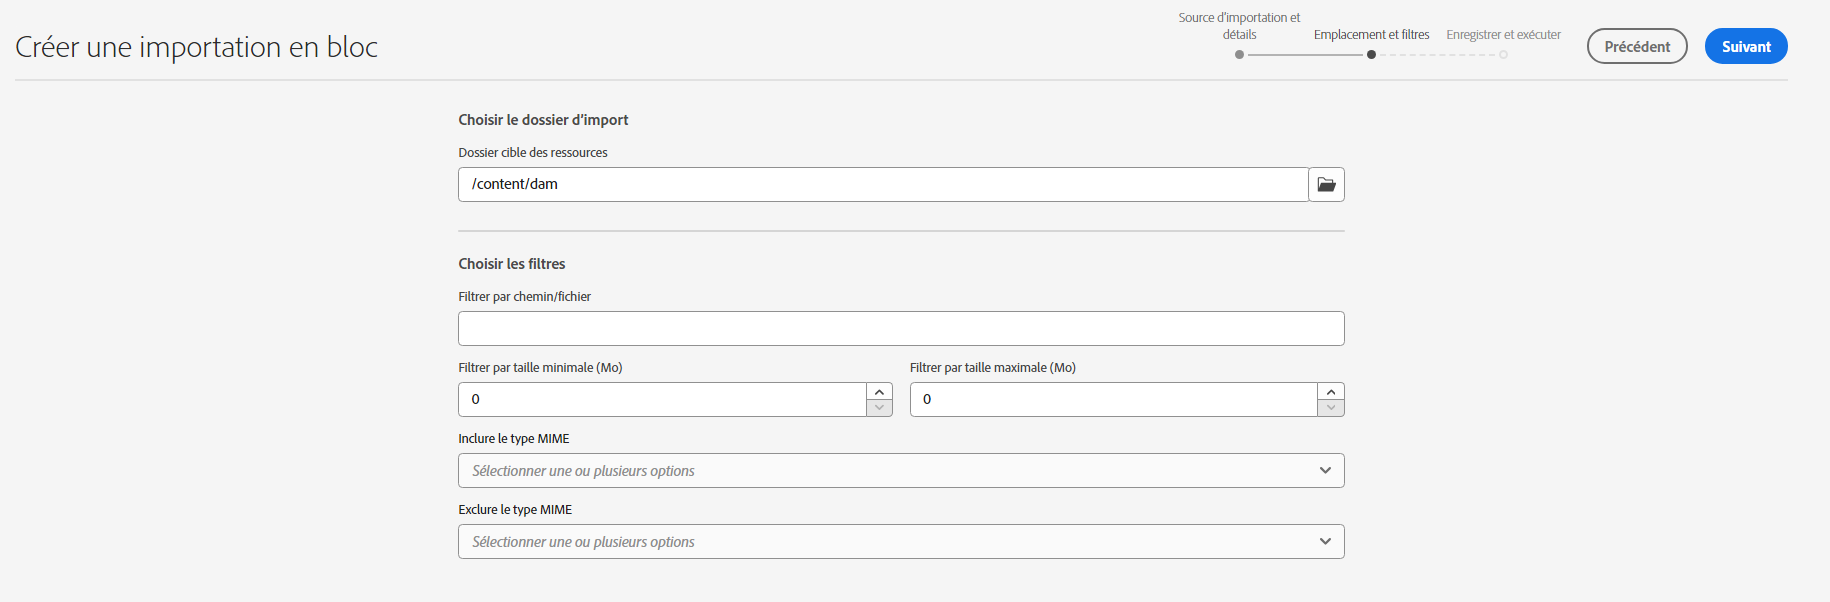 Créer une importation en bloc
Source d'importation et
détails
Emplacement et filtres
Enregistrer et exécuter
Précédent
Suivant
Choisir le dossier d'import
Dossier cible des ressources
/content/dam
Choisir les filtres
Filtrer par chemin/fichier
Filtrer par taille minimale (Mo)
Filtrer par taille maximale (Mo)
0
0
Inclure le type MIME
Sélectionner une ou plusieurs options
Exclure le type MIME
Sélectionner une ou plusieurs options